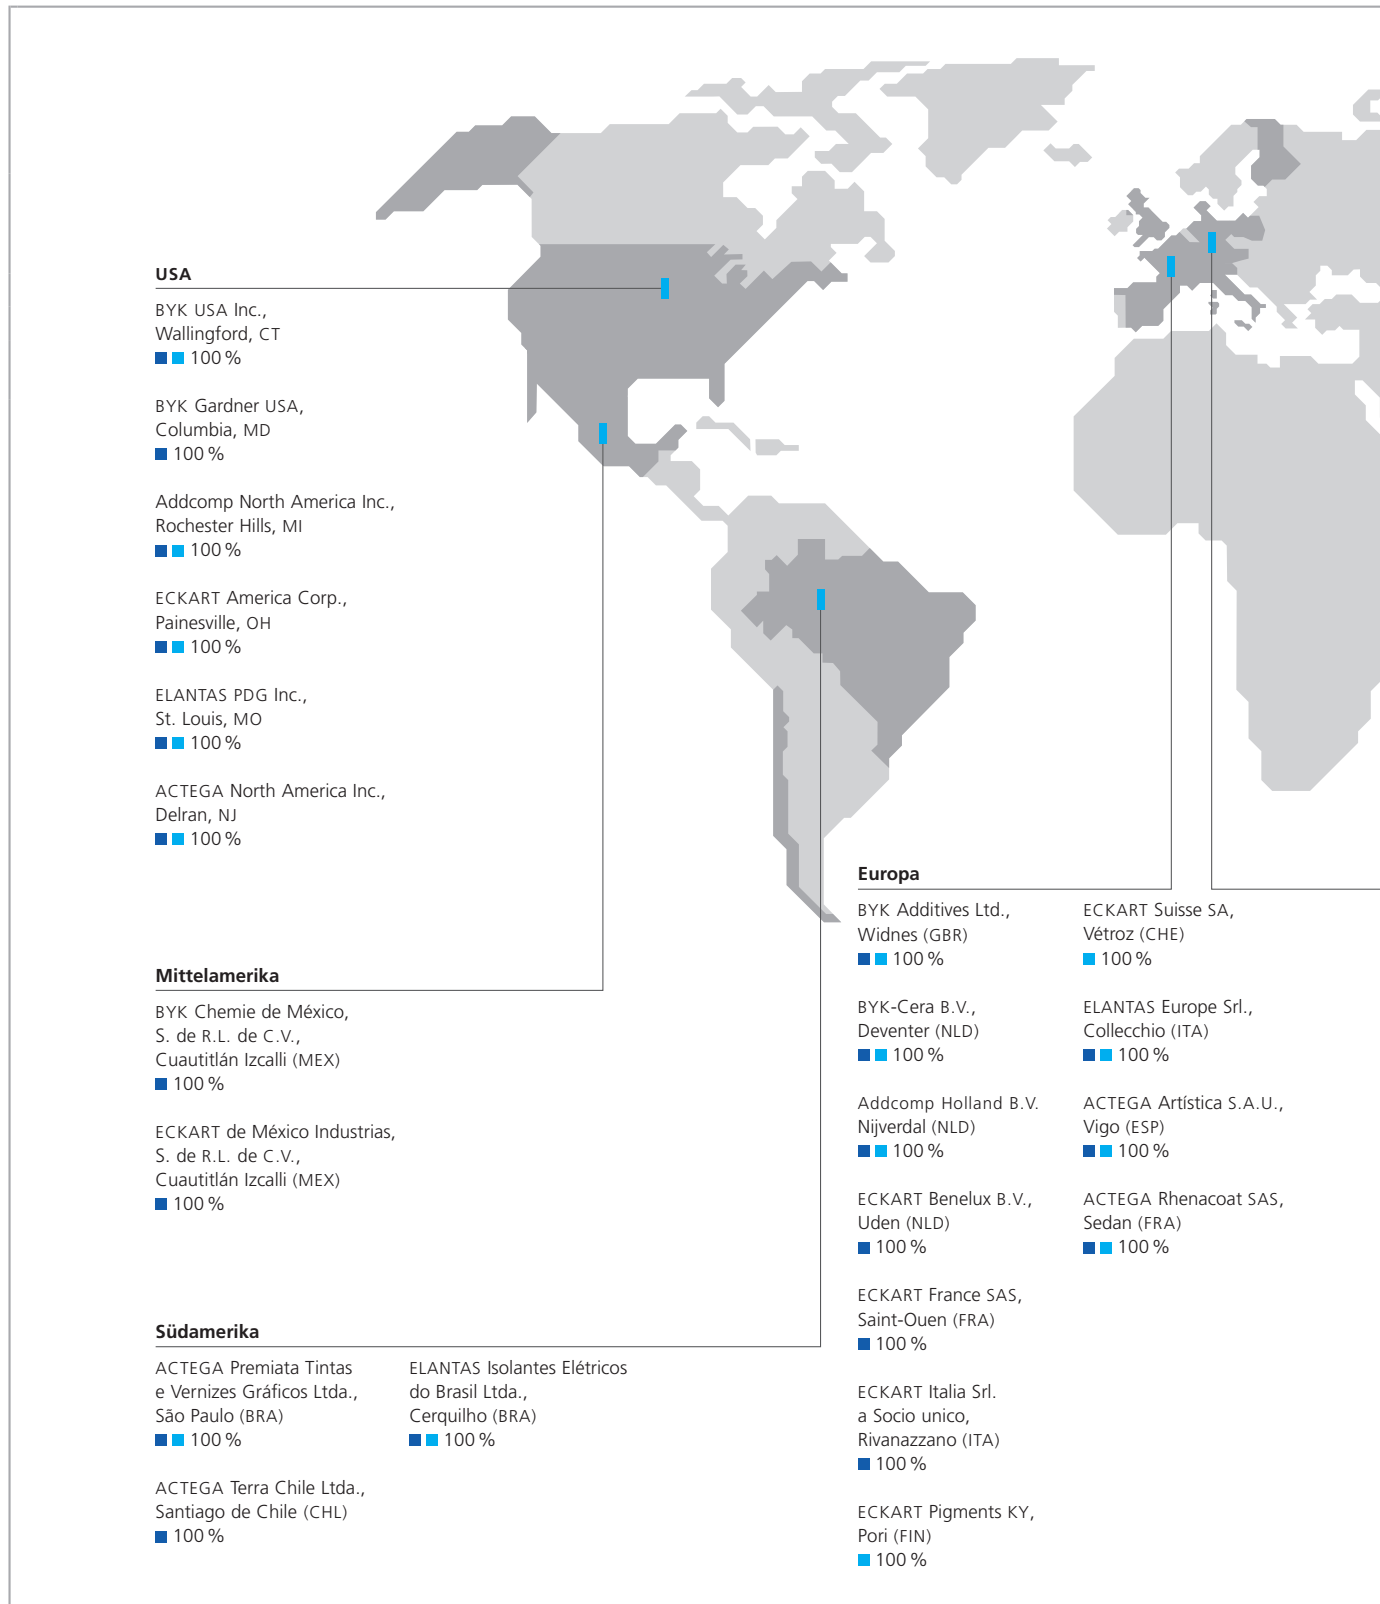 USA
BYK USA Inc.,
Wallingford, CT
100 %
BYK Gardner USA,
Columbia, MD
100 %
Addcomp North America Inc.,
Rochester Hills, MI
100 %
ECKART America Corp.,
Painesville, OH
100 %
ELANTAS PDG Inc.,
St. Louis, MO
100 %
ACTEGA North America Inc.,
Delran, NJ
100 %
Mittelamerika
BYK Chemie de México,
S. de R.L. de C.V.,
Cuautitlán Izcalli (MEX)
100 %
ECKART de México Industrias,
S. de R.L. de C.V.,
Cuautitlán Izcalli (MEX)
100 %
Südamerika
ACTEGA Premiata Tintas
e Vernizes Gráficos Ltda.,
São Paulo (BRA)
100 %
ACTEGA Terra Chile Ltda.,
Santiago de Chile (CHL)
100 %
ELANTAS Isolantes Elétricos
do Brasil Ltda.,
Cerquilho (BRA)
100 %
Europa
BYK Additives Ltd.,
Widnes (GBR)
100 %
BYK-Cera B.V.,
Deventer (NLD)
100 %
Addcomp Holland B.V.
Nijverdal (NLD)
100 %
ECKART Benelux B.V.,
Uden (NLD)
100 %
ECKART France SAS,
Saint-Ouen (FRA)
100 %
ECKART Italia Srl.
a Socio unico,
Rivanazzano (ITA)
100 %
ECKART Pigments KY,
Pori (FIN)
100 %
ECKART Suisse SA,
Vétroz (CHE)
100 %
ELANTAS Europe Srl.,
Collecchio (ITA)
100 %
ACTEGA Artística S.A.U.,
Vigo (ESP)
100 %
ACTEGA Rhenacoat SAS,
Sedan (FRA)
100 %